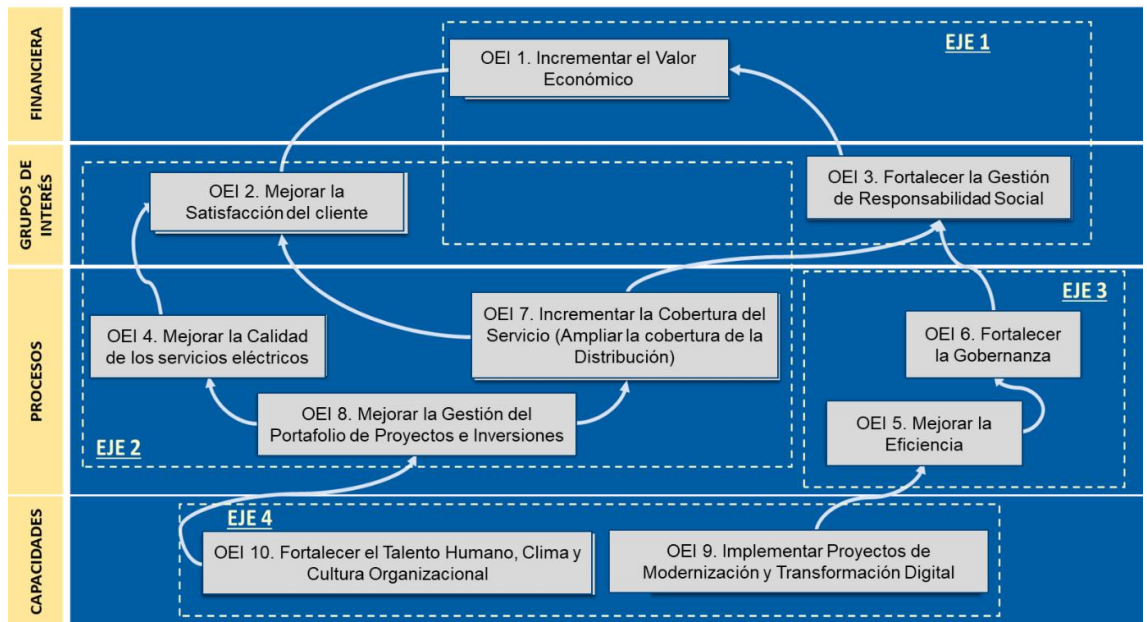 FINANCIERA
EJE 1
OEI 1. Incrementar el Valor
Económico
GRUPOS DE
INTERÉS
OEI 2. Mejorar la
Satisfacción del cliente
OEI 3. Fortalecer la Gestión
de Responsabilidad Social
PROCESOS
EJE 3
OEI 4. Mejorar la Calidad
de los servicios eléctricos
OEI 7. Incrementar la Cobertura del
Servicio (Ampliar la cobertura de la
Distribución)
OEI 6. Fortalecer
la Gobernanza
OEI 8. Mejorar la Gestión del
Portafolio de Proyectos e Inversiones
OEI 5. Mejorar la
Eficiencia
EJE 2
CAPACIDADES
EJE 4
OEI 10. Fortalecer el Talento Humano, Clima y
Cultura Organizacional
OEI 9. Implementar Proyectos de
Modernización y Transformación Digital